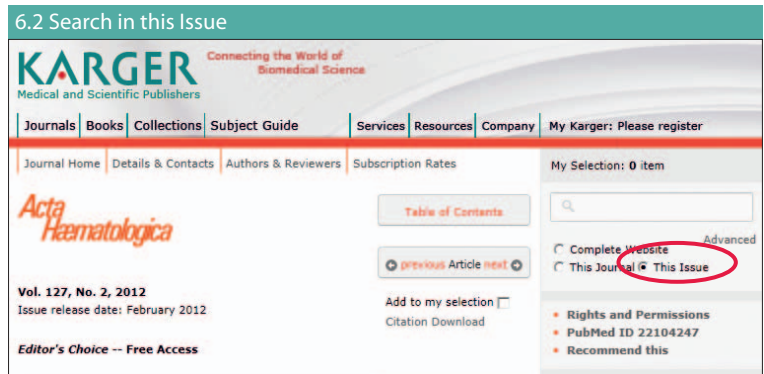 6.2 Search in this Issue
KARGER
Medical and Scientific Publishers
Connecting the World of
Biomedical Science
Journals Books Collections Subject Guide Services Resources Company My Karger: Please register
Journal Home Details & Contacts Authors & Reviewers Subscription Rates My Selection: 0 item
Acta
Hæmatologica
Table of Contents
previous Article next
Advanced
Complete Website
This Journal This Issue
Vol. 127, No. 2, 2012
Issue release date: February 2012
Add to my selection
Citation Download
Editor's Choice -- Free Access
• Rights and Permissions
• PubMed ID 22104247
• Recommend this